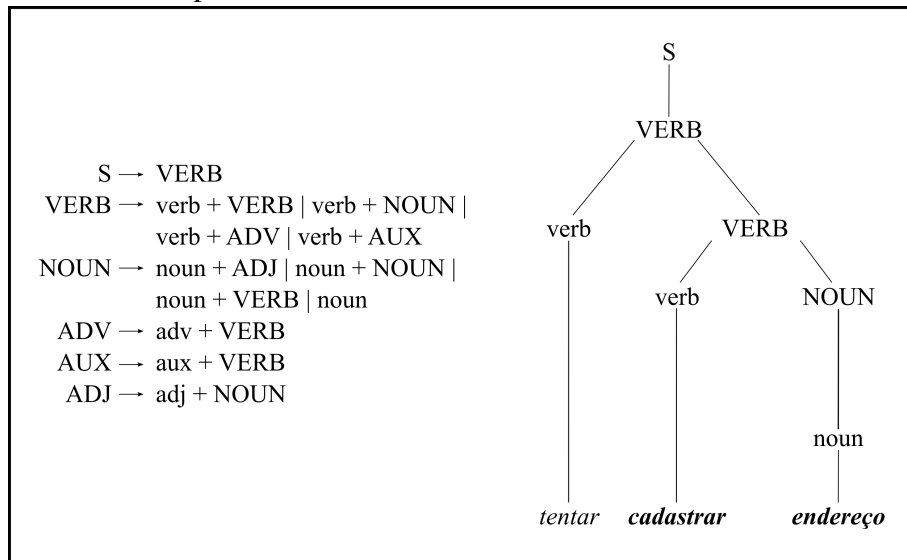 S → VERB
VERB → verb + VERB | verb + NOUN |
verb + ADV | verb + AUX
NOUN → noun + ADJ | noun + NOUN |
noun + VERB | noun
ADV → adv + VERB
AUX → aux + VERB
ADJ → adj + NOUN
S
VERB
verb VERB
verb NOUN
noun
tentar cadastrar endereço